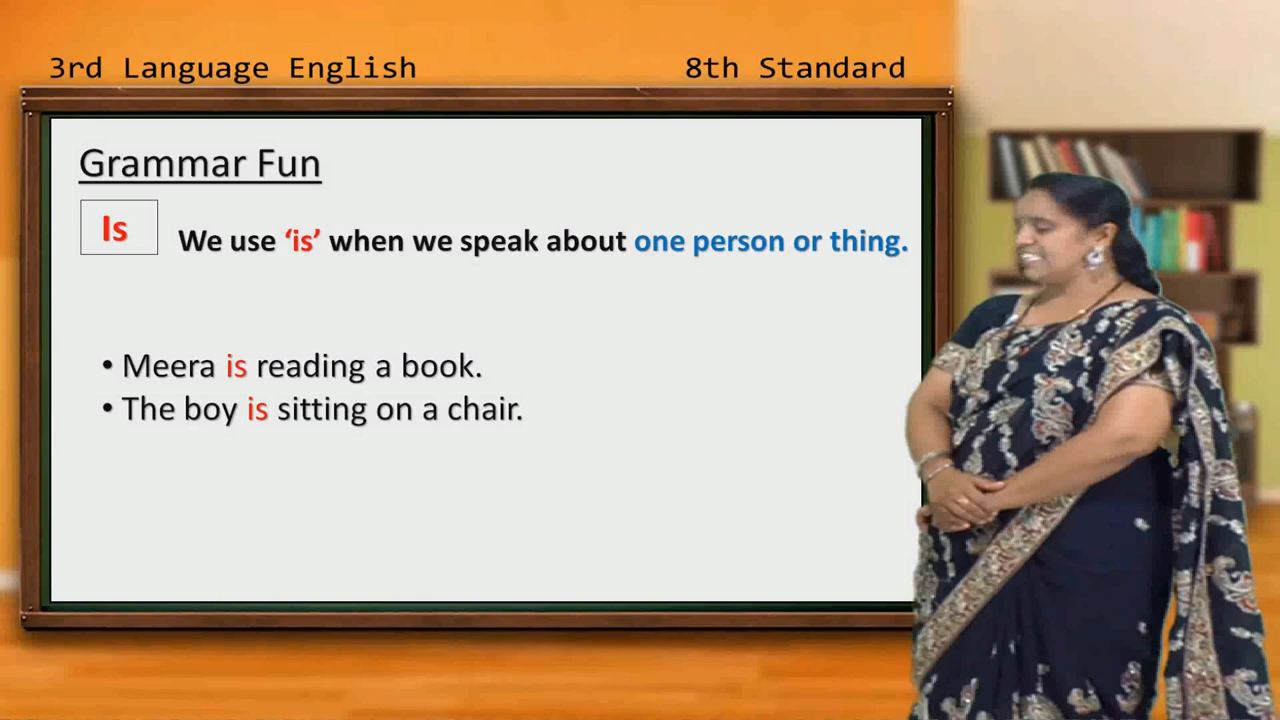 3rd Language English
8th Standard
Grammar Fun
Is
We use ‘is’ when we speak about one person or thing.
• Meera is reading a book.
• The boy is sitting on a chair.